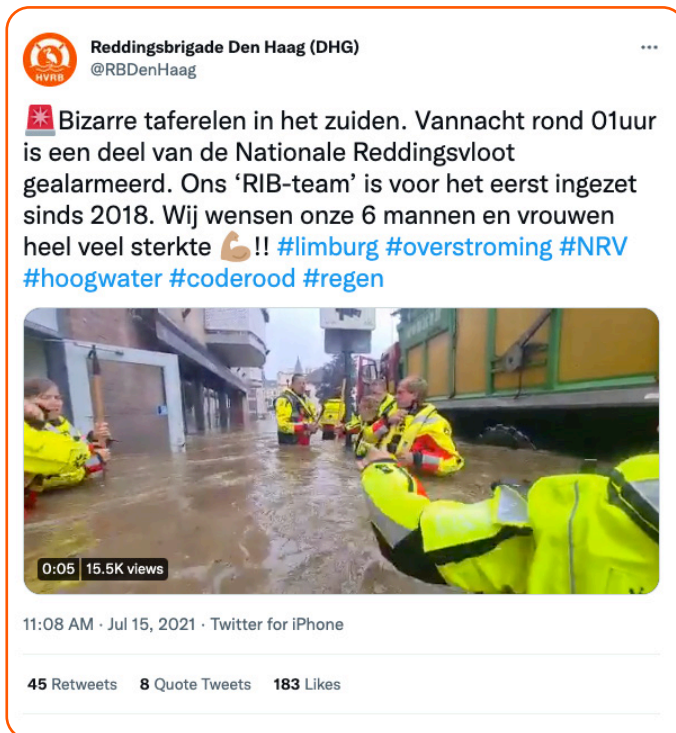 Reddingsbrigade Den Haag (DHG)
@RBDenHaag
HVRB
🚨Bizarre taferelen in het zuiden. Vannacht rond 01uur
is een deel van de Nationale Reddingsvloot
gealarmeerd. Ons ‘RIB-team’ is voor het eerst ingezet
sinds 2018. Wij wensen onze 6 mannen en vrouwen
heel veel sterkte 💪🏽!! #limburg #overstroming #NRV
#hoogwater #coderood #regen
0:05 15.5K views
11:08 AM · Jul 15, 2021 · Twitter for iPhone
45 Retweets 8 Quote Tweets 183 Likes